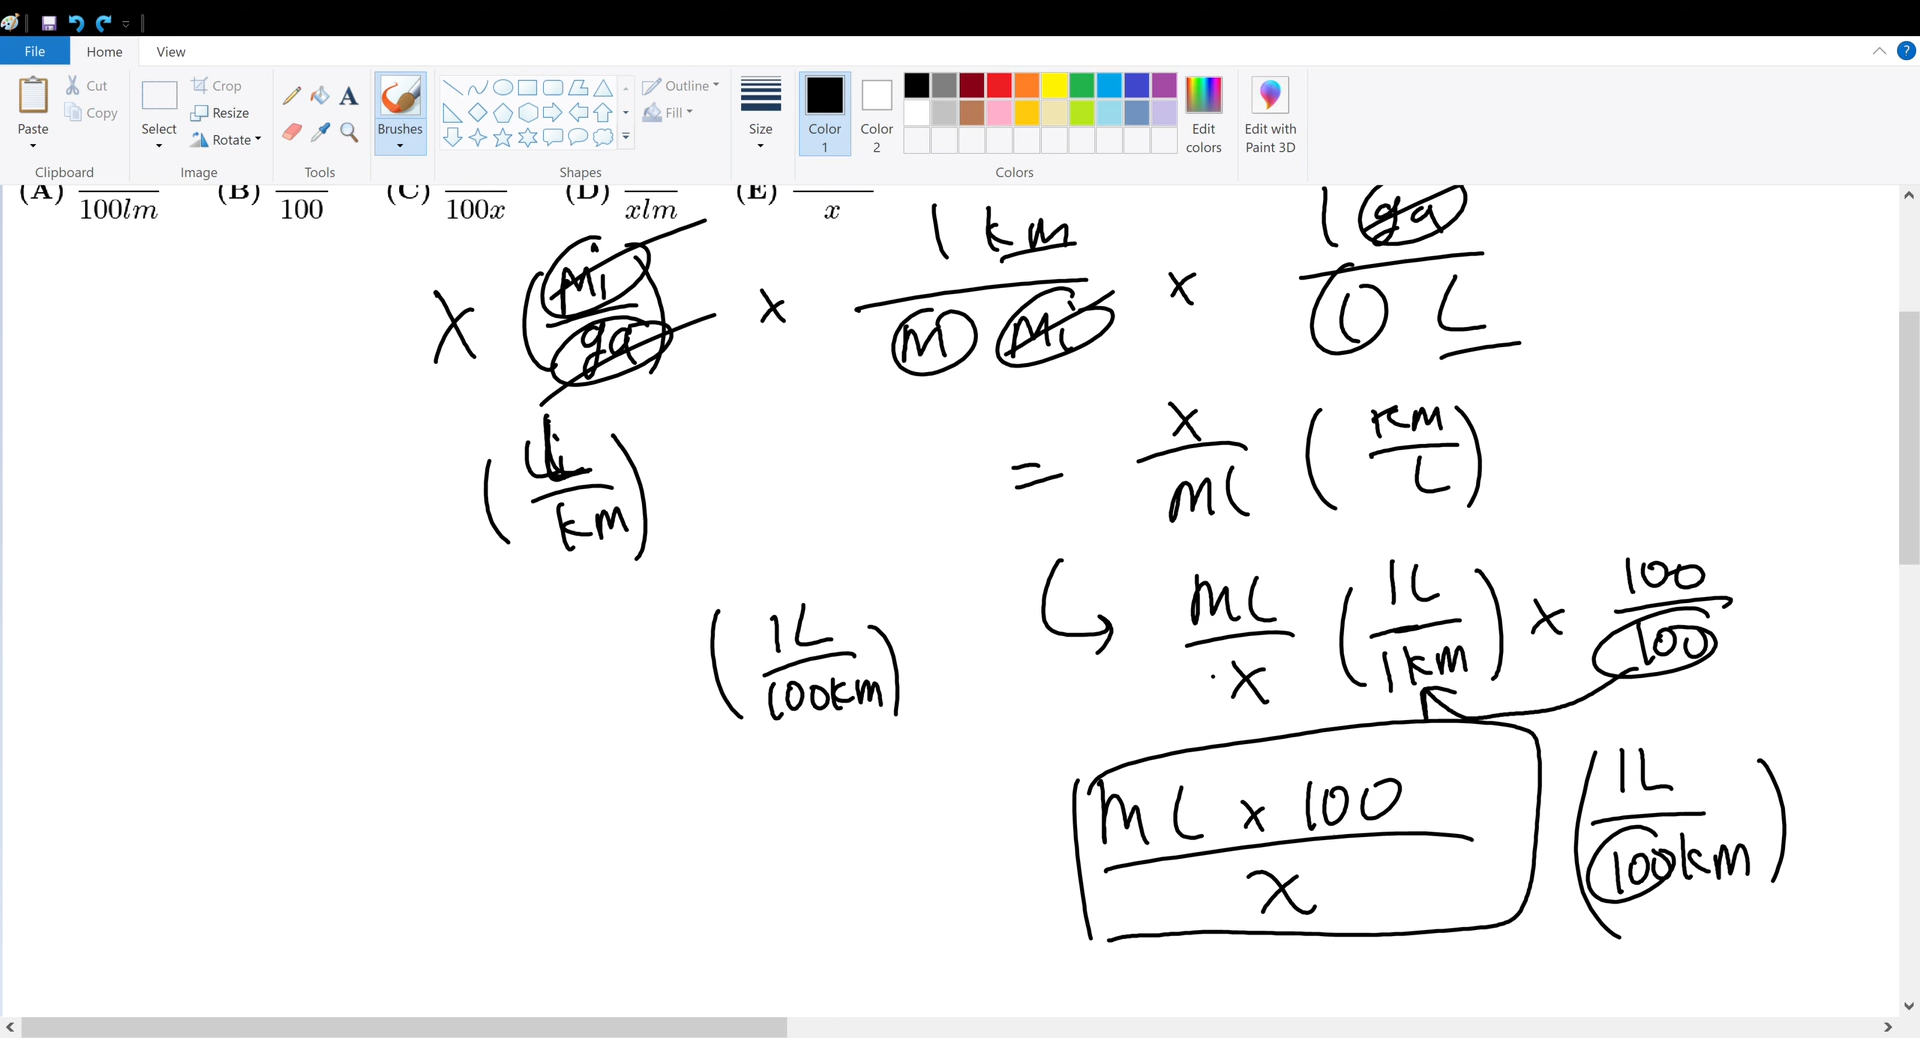 File Home View
Paste Cut Copy Clipboard
Select Crop Resize Rotate Image
A Tools
Brushes
Outline Fill Shapes
Size
Color 1 Color 2 Edit colors Colors
Edit with Paint 3D
?
(A) (B) (C) (D) (E)
100lm 100 100x xlm x
x (Mi/ga) x 1 km/m Mi x 1 ga/l L
(L/km)
= x/ml (KM/L)
ml/x (1L/1km) x 100/100
(1L/100km)
ml x 100/x (1L/100km)